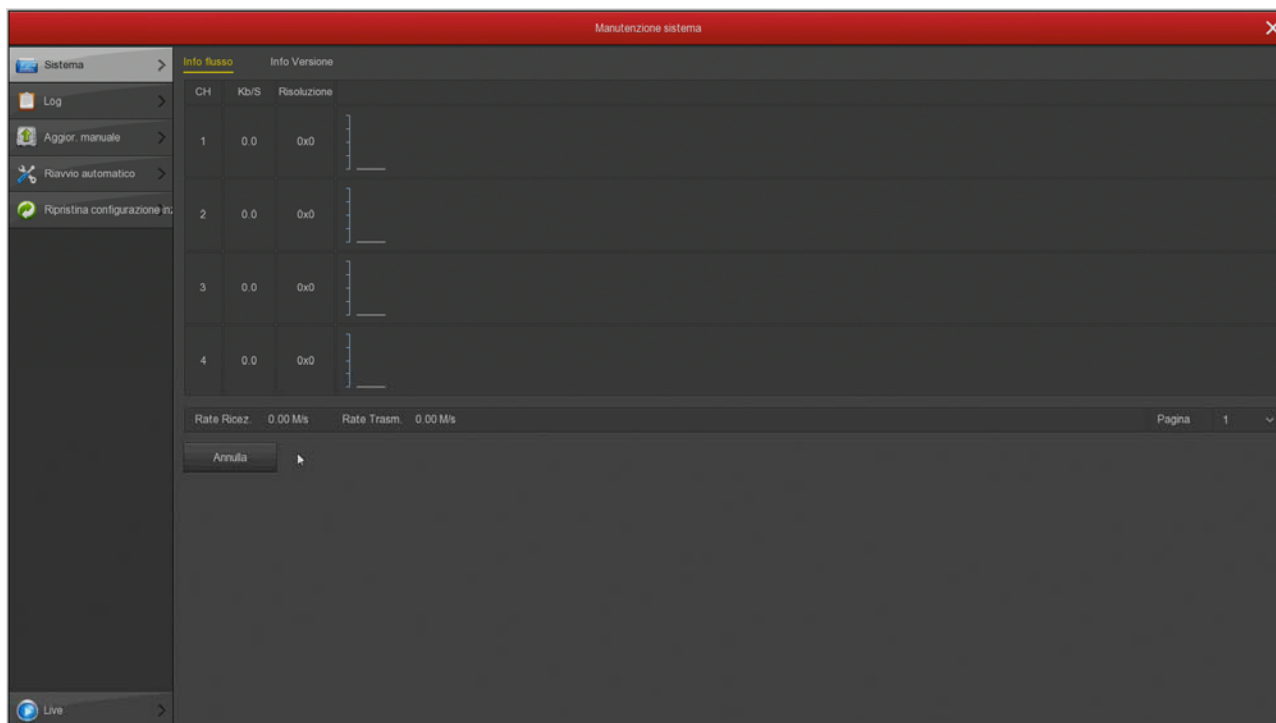 Manutenzione sistema
Sistema
Log
Aggior. manuale
Riavvio automatico
Ripristina configurazione in
Live
Info flusso Info Versione
CH Kb/S Risoluzione
1 0.0 0x0
2 0.0 0x0
3 0.0 0x0
4 0.0 0x0
Rate Ricez. 0.00 M/s Rate Trasm. 0.00 M/s Pagina 1
Annulla